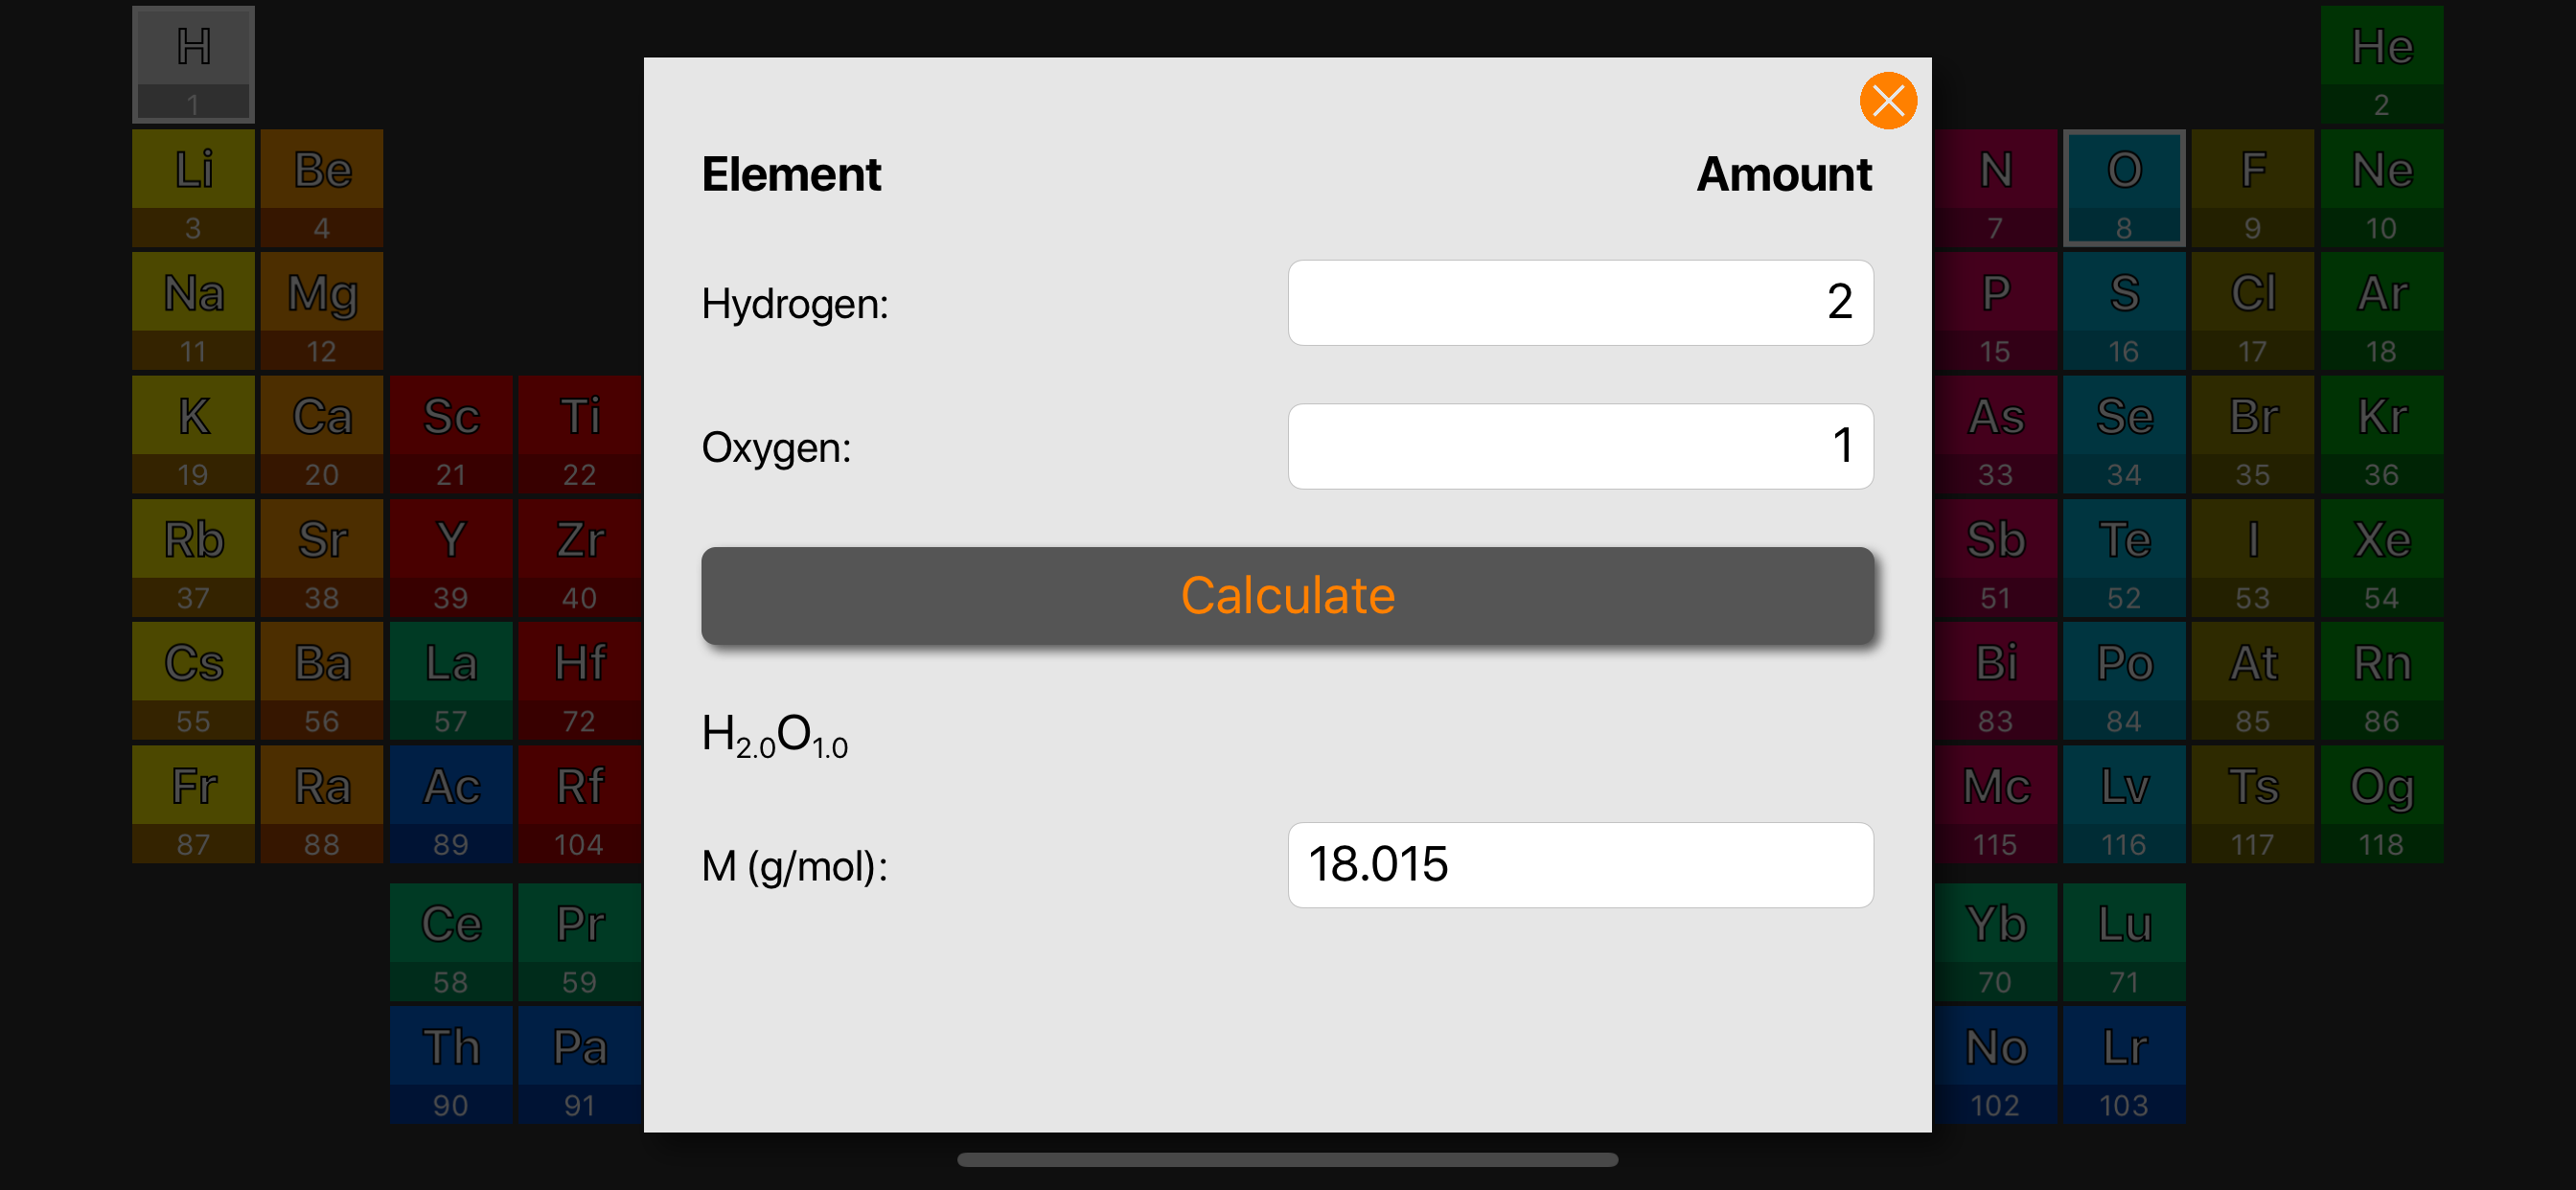 H He
1 2
Li Be Element Amount N O F Ne
3 4 7 8 9 10
Na Mg Hydrogen: 2 P S Cl Ar
11 12 15 16 17 18
K Ca Sc Ti Oxygen: 1 As Se Br Kr
19 20 21 22 33 34 35 36
Rb Sr Y Zr Calculate Sb Te I Xe
37 38 39 40 51 52 53 54
Cs Ba La Hf Bi Po At Rn
55 56 57 72 H2.0O1.0 83 84 85 86
Fr Ra Ac Rf Mc Lv Ts Og
87 88 89 104 M (g/mol): 18.015 115 116 117 118
Ce Pr Yb Lu
58 59 70 71
Th Pa No Lr
90 91 102 103